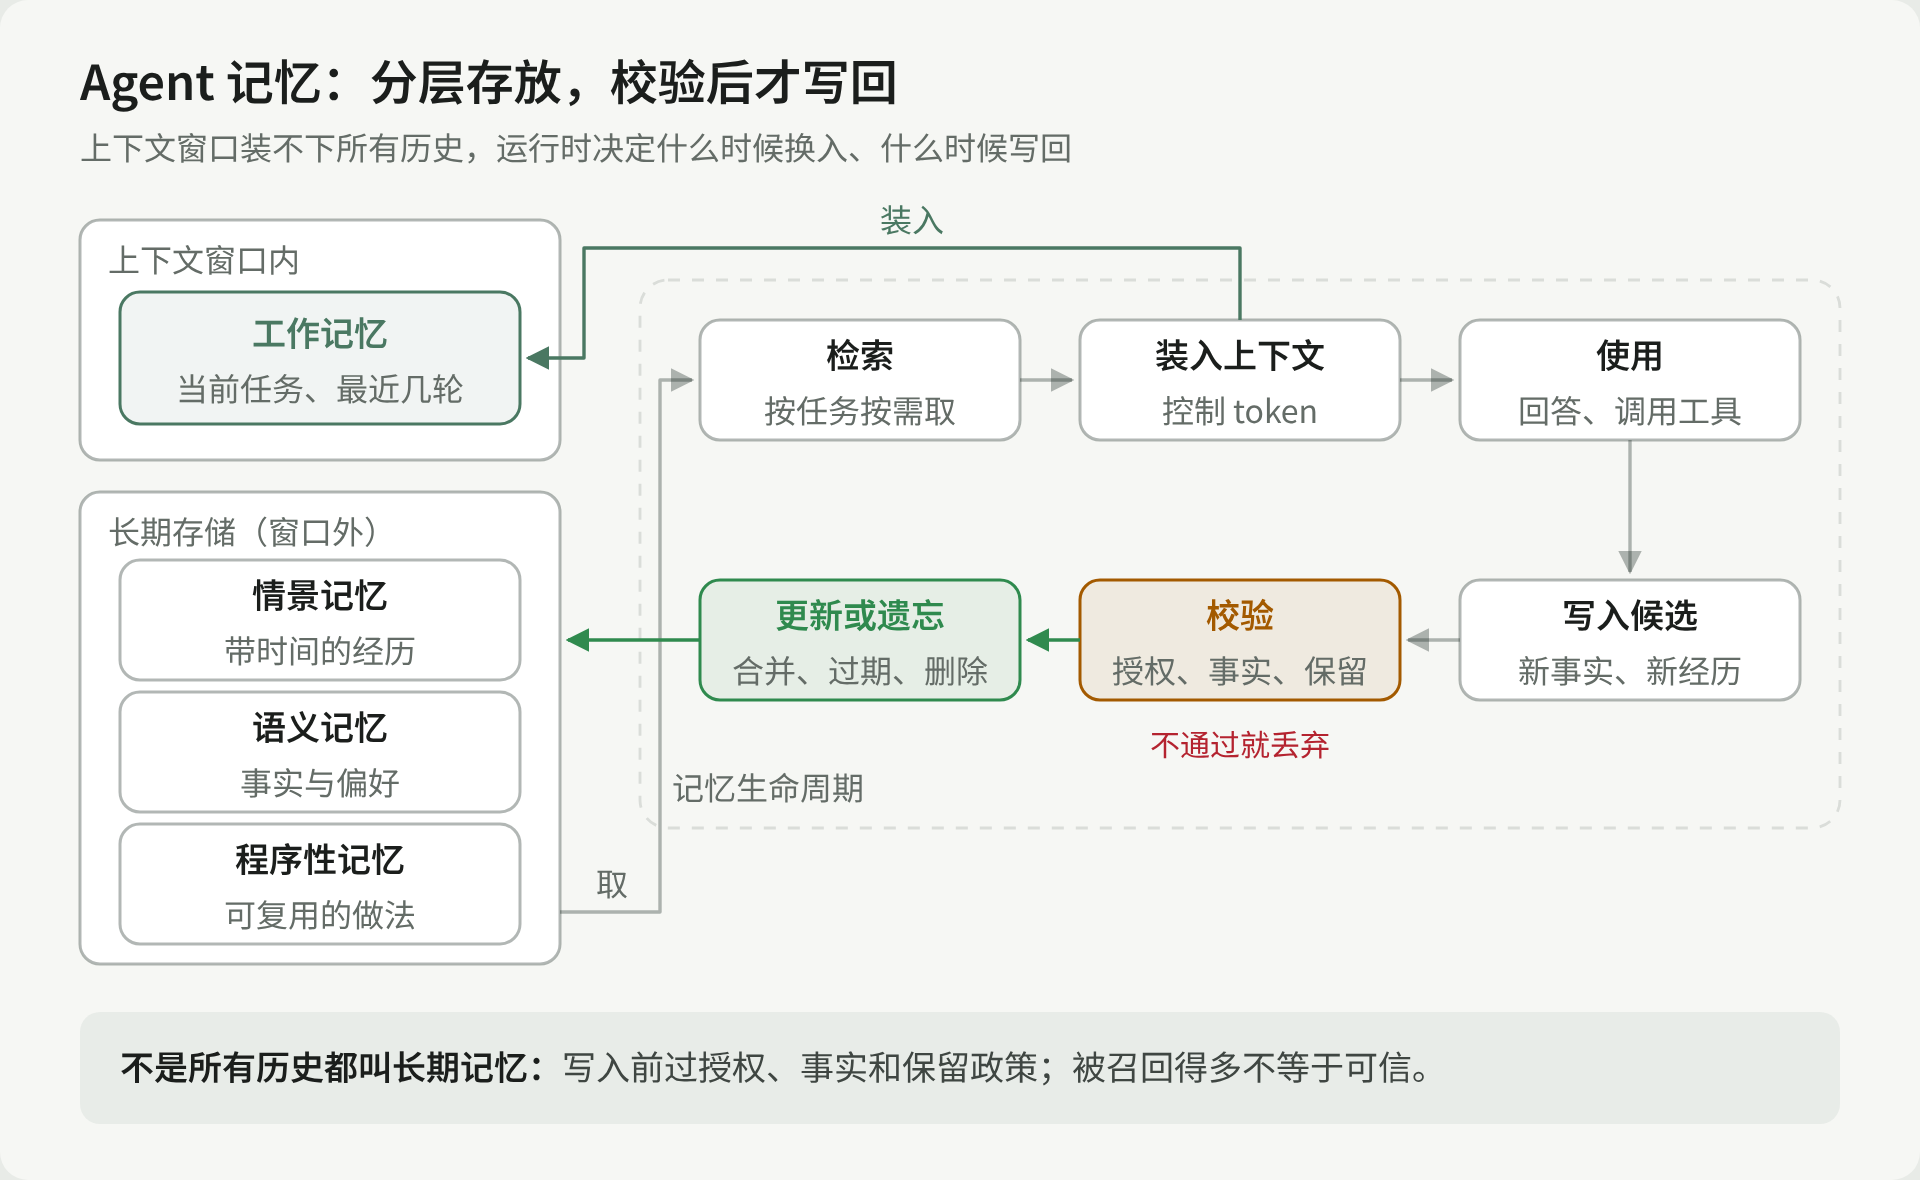 Agent 记忆：分层存放，校验后才写回
上下文窗口装不下所有历史，运行时决定什么时候换入、什么时候写回
装入
上下文窗口内
工作记忆
当前任务、最近几轮
检索
按任务按需取
装入上下文
控制 token
使用
回答、调用工具
长期存储（窗口外）
情景记忆
带时间的经历
语义记忆
事实与偏好
程序性记忆
可复用的做法
更新或遗忘
合并、过期、删除
校验
授权、事实、保留
写入候选
新事实、新经历
不通过就丢弃
记忆生命周期
取
不是所有历史都叫长期记忆：写入前过授权、事实和保留政策；被召回得多不等于可信。